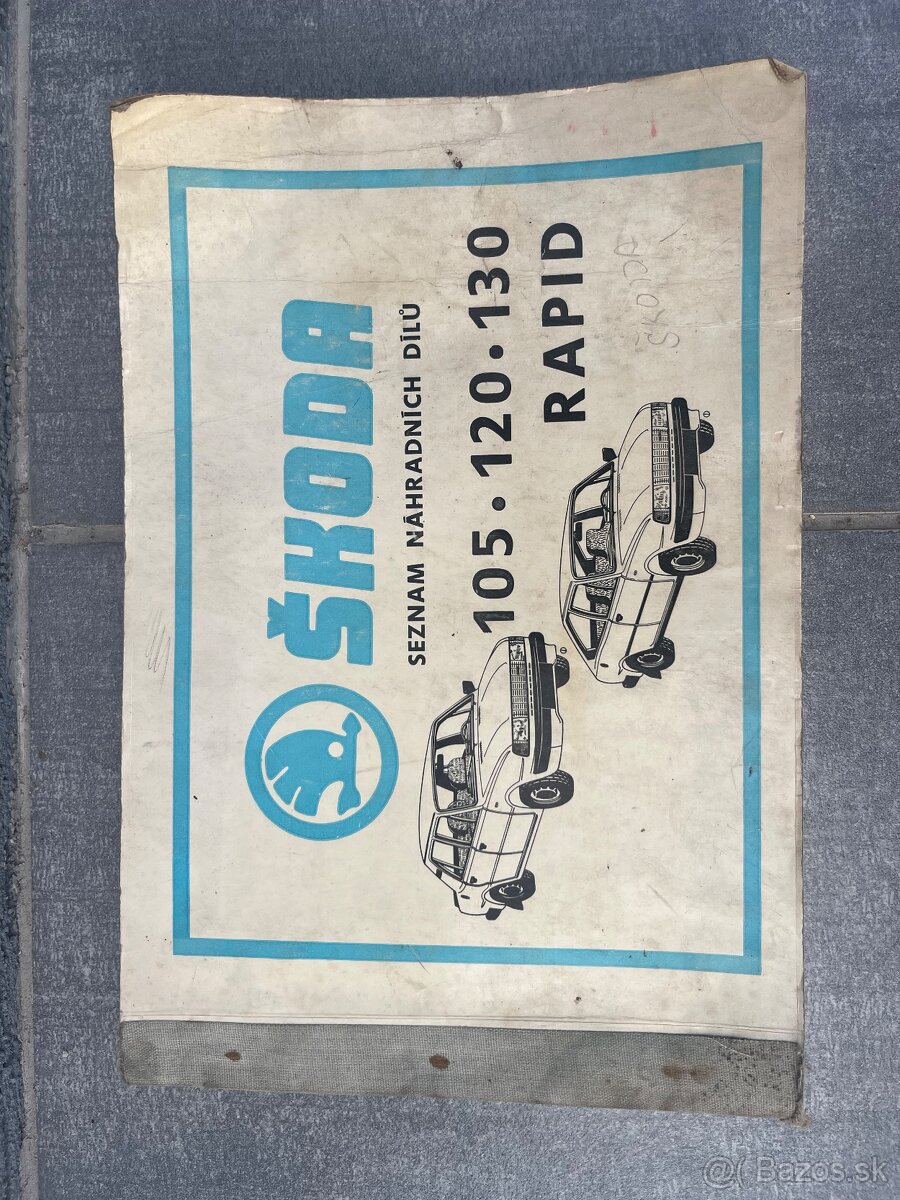 ŠKODA
SEZNAM NÁHRADNÍCH DÍLŮ
105 • 120 • 130
RAPID
ŠKODA
Bazos.sk